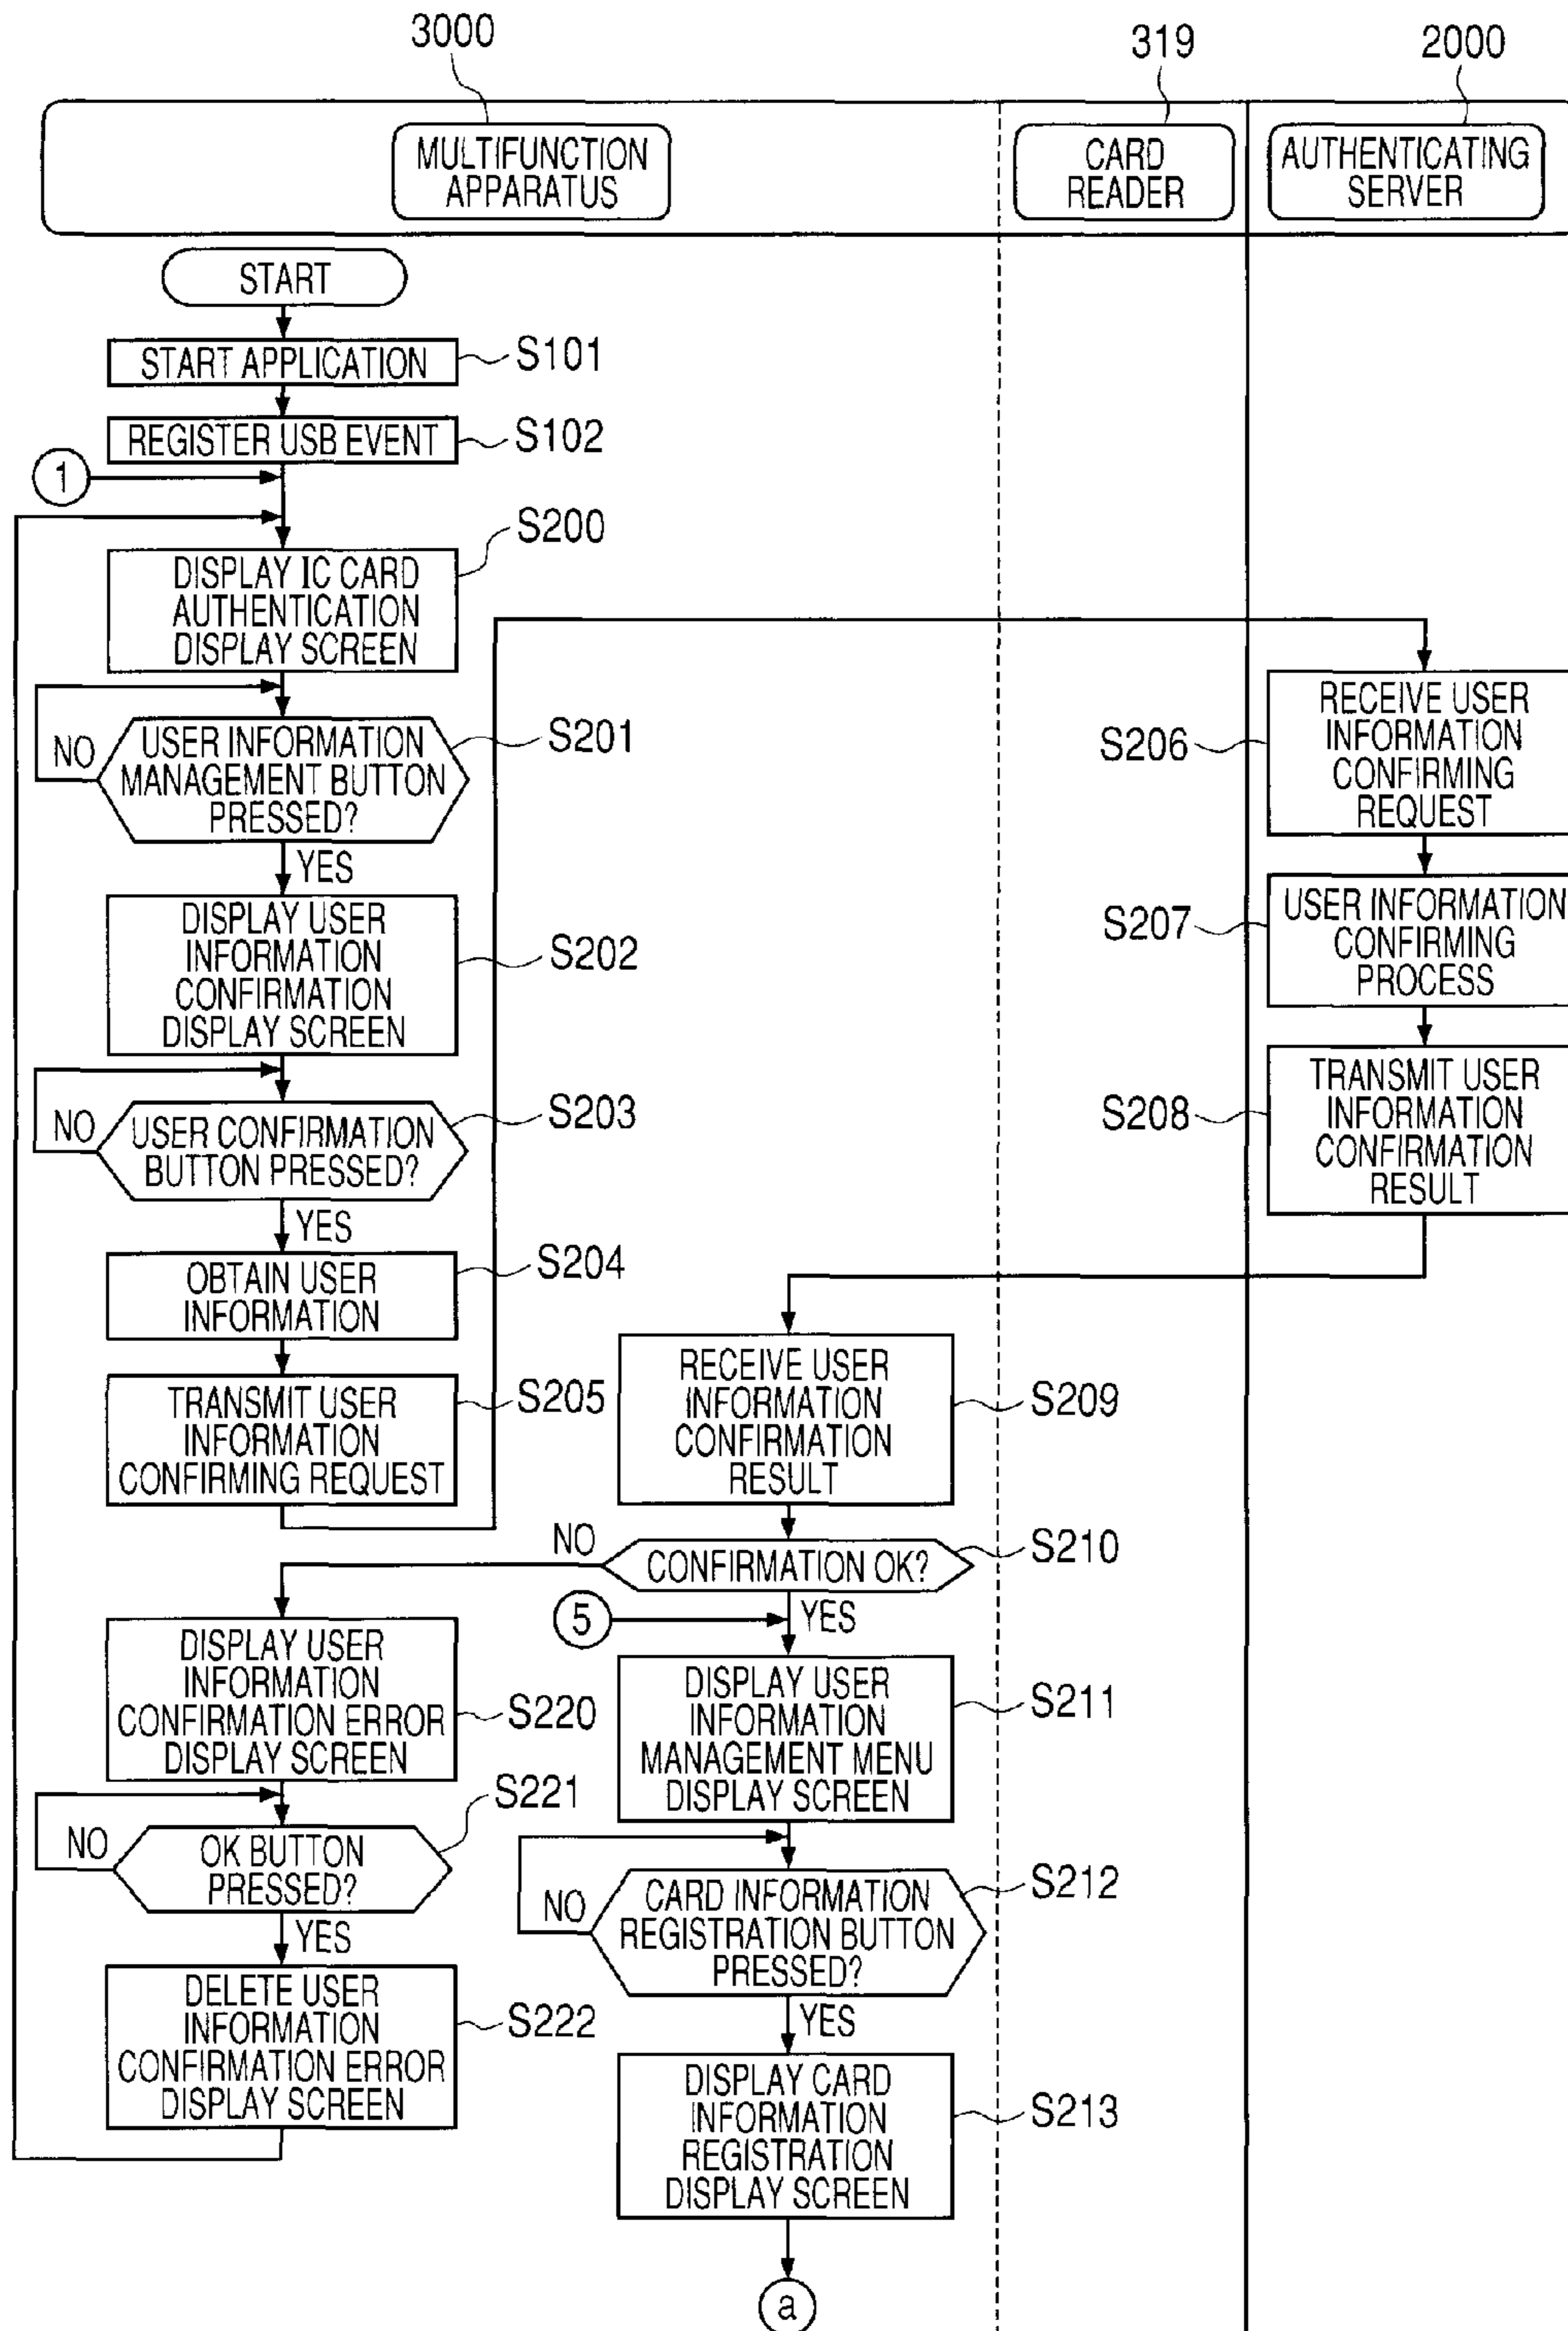 3000
319
2000
MULTIFUNCTION
APPARATUS
CARD
READER
AUTHENTICATING
SERVER
START
START APPLICATION
S101
REGISTER USB EVENT
S102
1
DISPLAY IC CARD
AUTHENTICATION
DISPLAY SCREEN
S200
NO
USER INFORMATION
MANAGEMENT BUTTON
PRESSED?
S201
YES
DISPLAY USER
INFORMATION
CONFIRMATION
DISPLAY SCREEN
S202
NO
USER CONFIRMATION
BUTTON PRESSED?
S203
YES
OBTAIN USER
INFORMATION
S204
TRANSMIT USER
INFORMATION
CONFIRMING REQUEST
S205
S206
RECEIVE USER
INFORMATION
CONFIRMING
REQUEST
S207
USER INFORMATION
CONFIRMING
PROCESS
S208
TRANSMIT USER
INFORMATION
CONFIRMATION
RESULT
RECEIVE USER
INFORMATION
CONFIRMATION
RESULT
S209
NO
CONFIRMATION OK?
S210
5
YES
DISPLAY USER
INFORMATION
CONFIRMATION ERROR
DISPLAY SCREEN
S220
NO
OK BUTTON
PRESSED?
S221
YES
DELETE USER
INFORMATION
CONFIRMATION ERROR
DISPLAY SCREEN
S222
DISPLAY USER
INFORMATION
MANAGEMENT MENU
DISPLAY SCREEN
S211
NO
CARD INFORMATION
REGISTRATION BUTTON
PRESSED?
S212
YES
DISPLAY CARD
INFORMATION
REGISTRATION
DISPLAY SCREEN
S213
a